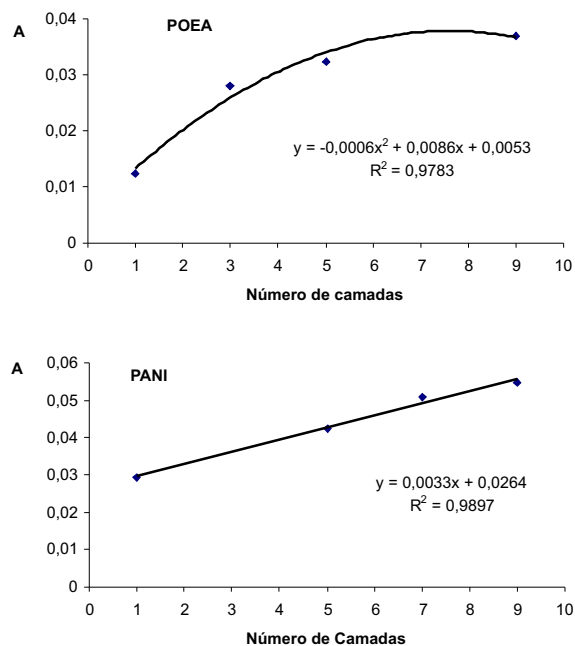 A
POEA
0,04
0,03
0,02
0,01
0
y = -0,0006x² + 0,0086x + 0,0053
R² = 0,9783
0 1 2 3 4 5 6 7 8 9 10
Número de camadas
A
PANI
0,06
0,05
0,04
0,03
0,02
0,01
0
y = 0,0033x + 0,0264
R² = 0,9897
0 1 2 3 4 5 6 7 8 9 10
Número de Camadas